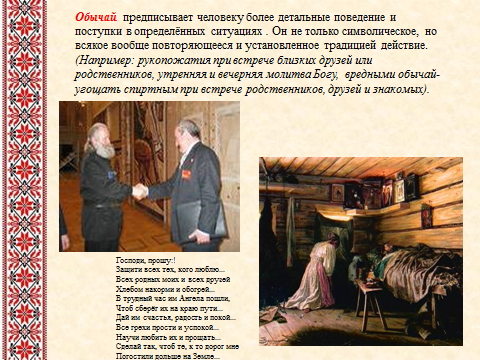 Обычай предписывает человеку более детальные поведение и
поступки в определённых ситуациях . Он не только символическое, но
всякое вообще повторяющееся и установленное традицией действие.
(Например: рукопожатия при встрече близких друзей или
родственников, утренняя и вечерняя молитва Богу, вредными обычай-
угощать спиртным при встрече родственников, друзей и знакомых).
Господи, прошу:!
Защити всех тех, кого люблю...
Всех родных моих и всех друзей
Хлебом накорми и обогрей...
В трудный час им Ангела пошли,
Чтоб сберёг их на краю пути...
Дай им счастья, радость и покой...
Все грехи прости и успокой...
Научи любить их и прощать...
Сделай так, чтоб те, к то дорог мне
Погостили дольше на Земле...